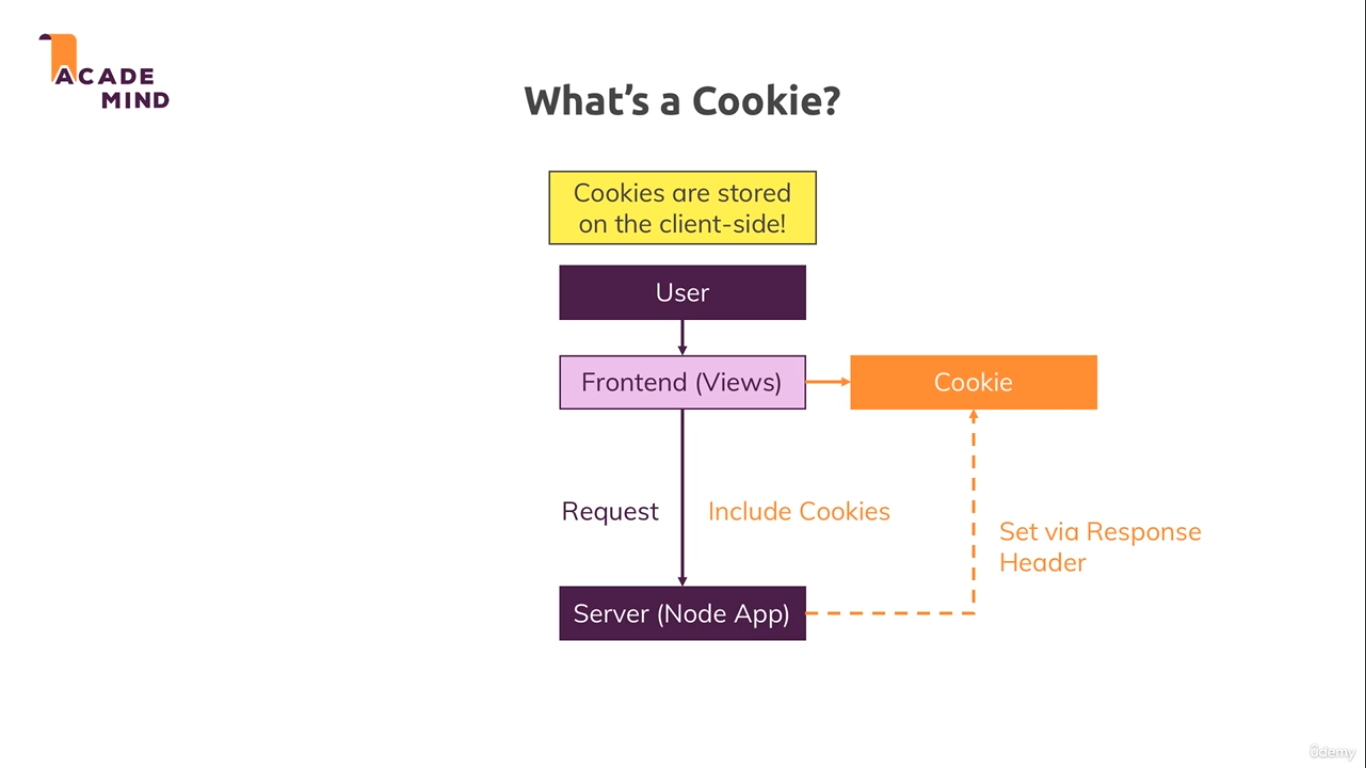 ACADE
MIND
What's a Cookie?
Cookies are stored
on the client-side!
User
Frontend (Views)
Cookie
Request
Include Cookies
Set via Response
Header
Server (Node App)
ûdemy